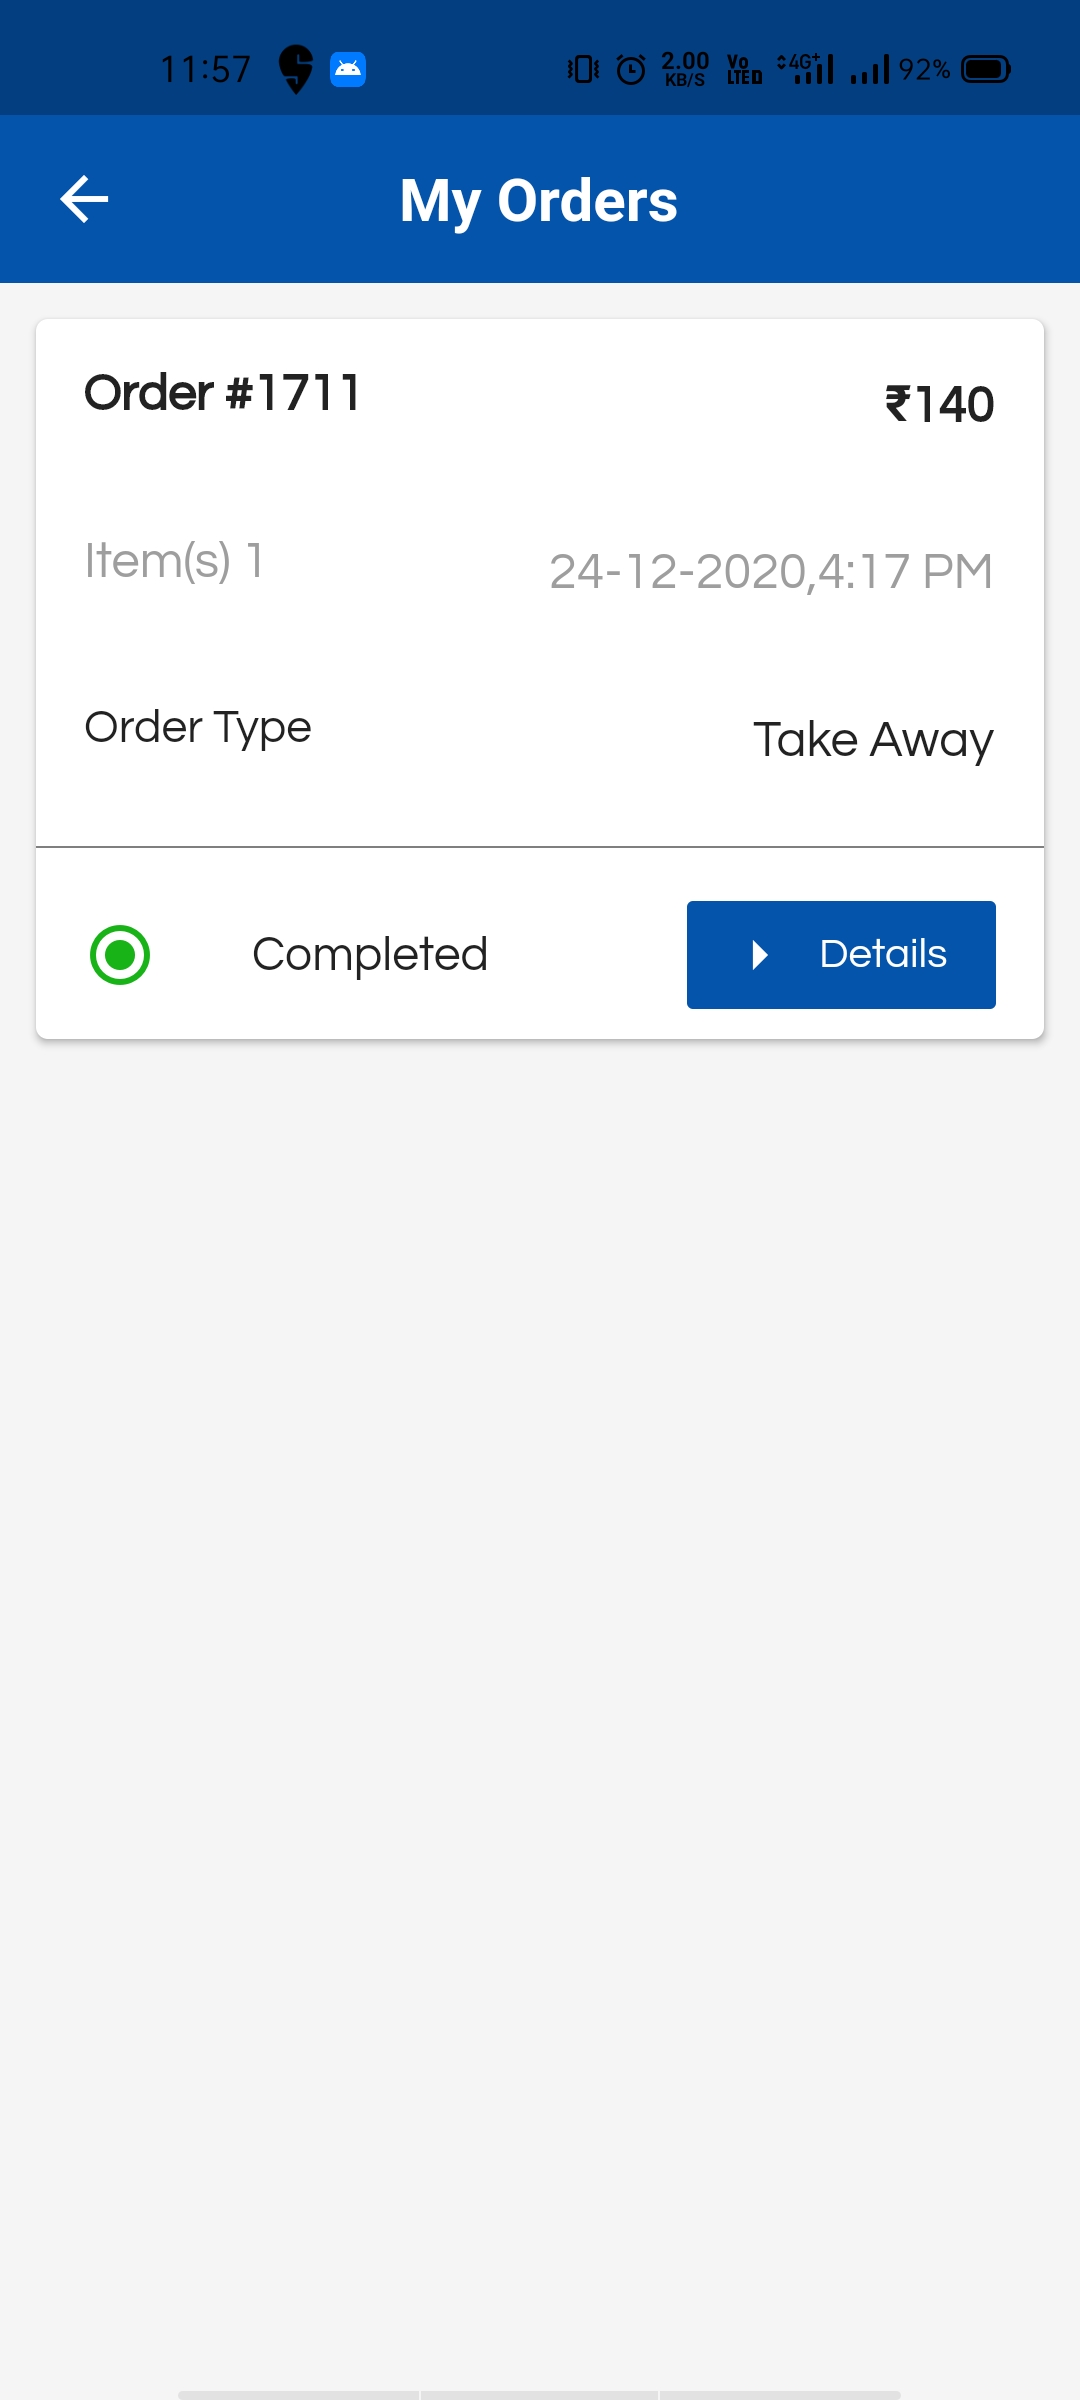 11:57 2.00 KB/S Vo LTED 4G+ 92%
My Orders
Order #1711 ₹140
Item(s) 1 24-12-2020,4:17 PM
Order Type Take Away
Completed Details